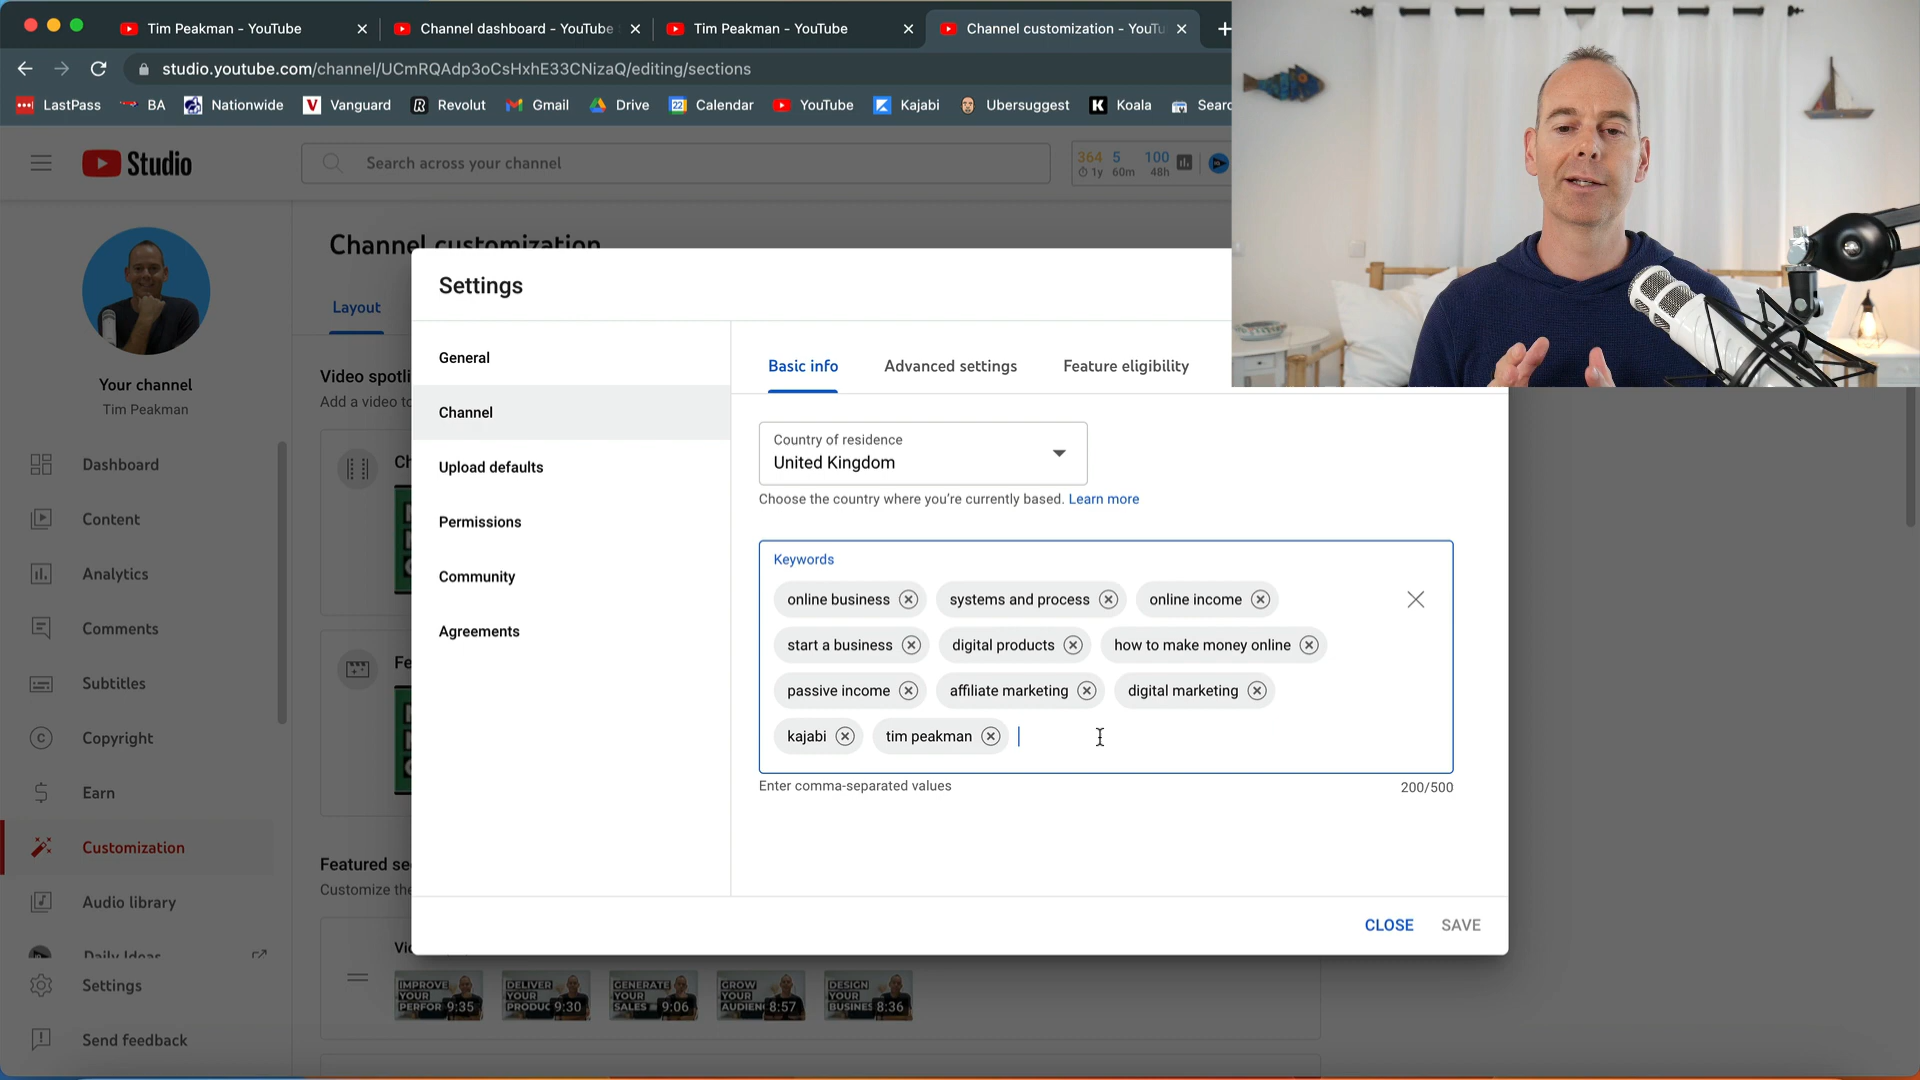 Tim Peakman - YouTube
Channel dashboard - YouTube
Tim Peakman - YouTube
Channel customization - YouTu
studio.youtube.com/channel/UCmRQAdp3oCsHxhE33CNizaQ/editing/sections
LastPass BA Nationwide Vanguard Revolut Gmail Drive 22 Calendar YouTube Kajabi Ubersuggest Koala Searc
Studio
Search across your channel
364 5 100
1y 60m 48h
Channel customization
Layout
Your channel
Tim Peakman
Video spotli
Add a video to
Dashboard
Content
Analytics
Comments
Subtitles
Copyright
Earn
Customization
Audio library
Daily Ideas
Settings
Send feedback
Ch
Fe
Featured se
Customize the
Vi
IMPROVE YOUR PERFOR 9:35
DELIVER YOUR PRODUC 9:30
GENERATE YOUR SALES 9:06
GROW YOUR AUDIEN 8:57
DESIGN YOUR BUSINES 8:36
Settings
General
Channel
Upload defaults
Permissions
Community
Agreements
Basic info
Advanced settings
Feature eligibility
Country of residence
United Kingdom
Choose the country where you're currently based. Learn more
Keywords
online business systems and process online income
start a business digital products how to make money online
passive income affiliate marketing digital marketing
kajabi tim peakman
Enter comma-separated values
200/500
CLOSE SAVE